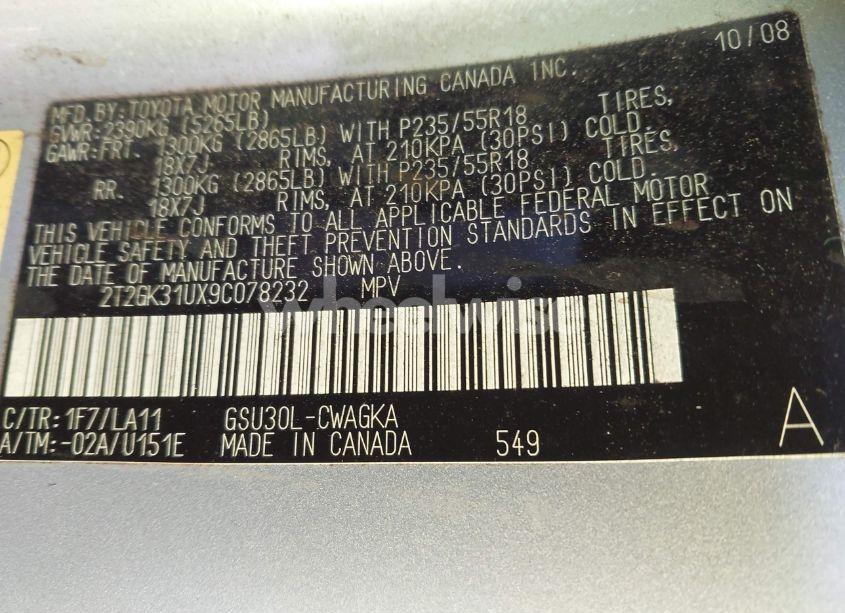 10/08
MFD.BY:TOYOTA MOTOR MANUFACTURING CANADA INC.
GVWR:2390KG (5265LB)
GAWR:FRT. 1300KG (2865LB) WITH P235/55R18 TIRES,
18X7J RIMS, AT 210KPA (30PSI) COLD.
RR. 1300KG (2865LB) WITH P235/55R18 TIRES,
18X7J RIMS, AT 210KPA (30PSI) COLD.
THIS VEHICLE CONFORMS TO ALL APPLICABLE FEDERAL MOTOR
VEHICLE SAFETY AND THEFT PREVENTION STANDARDS IN EFFECT ON
THE DATE OF MANUFACTURE SHOWN ABOVE.
2T2GK31UX9C078232 MPV
wheelwise
C/TR: 1F7/LA11 GSU30L-CWAGKA
A/TM:-02A/U151E MADE IN CANADA 549 A